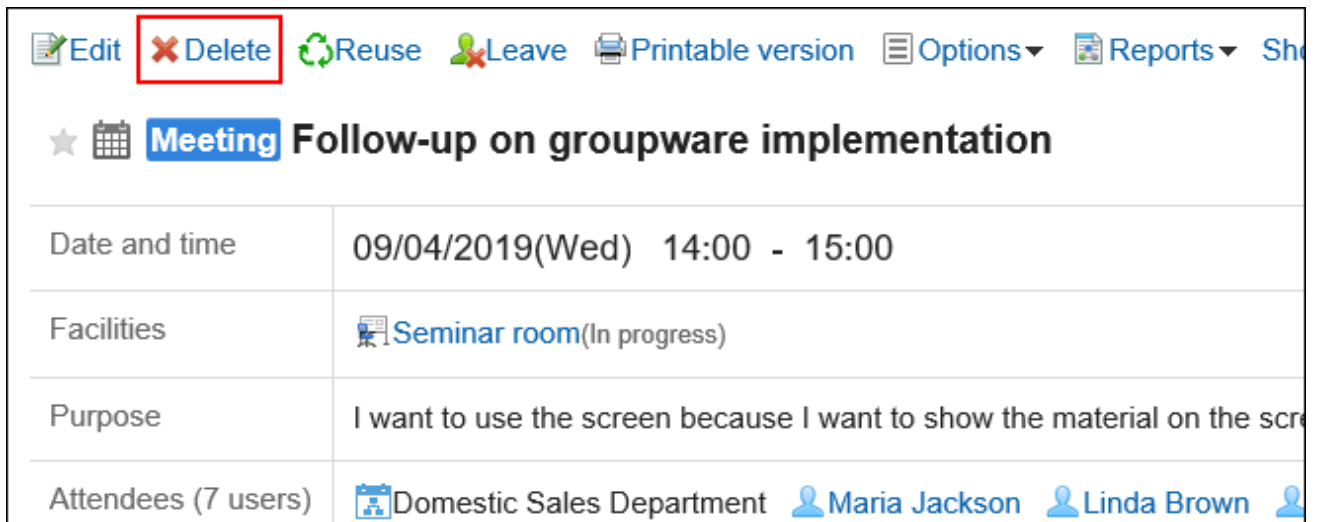 Edit Delete Reuse Leave Printable version Options Reports
Meeting Follow-up on groupware implementation
Date and time 09/04/2019(Wed) 14:00 - 15:00
Facilities Seminar room(In progress)
Purpose I want to use the screen because I want to show the material on the
Attendees (7 users) Domestic Sales Department Maria Jackson Linda Brown